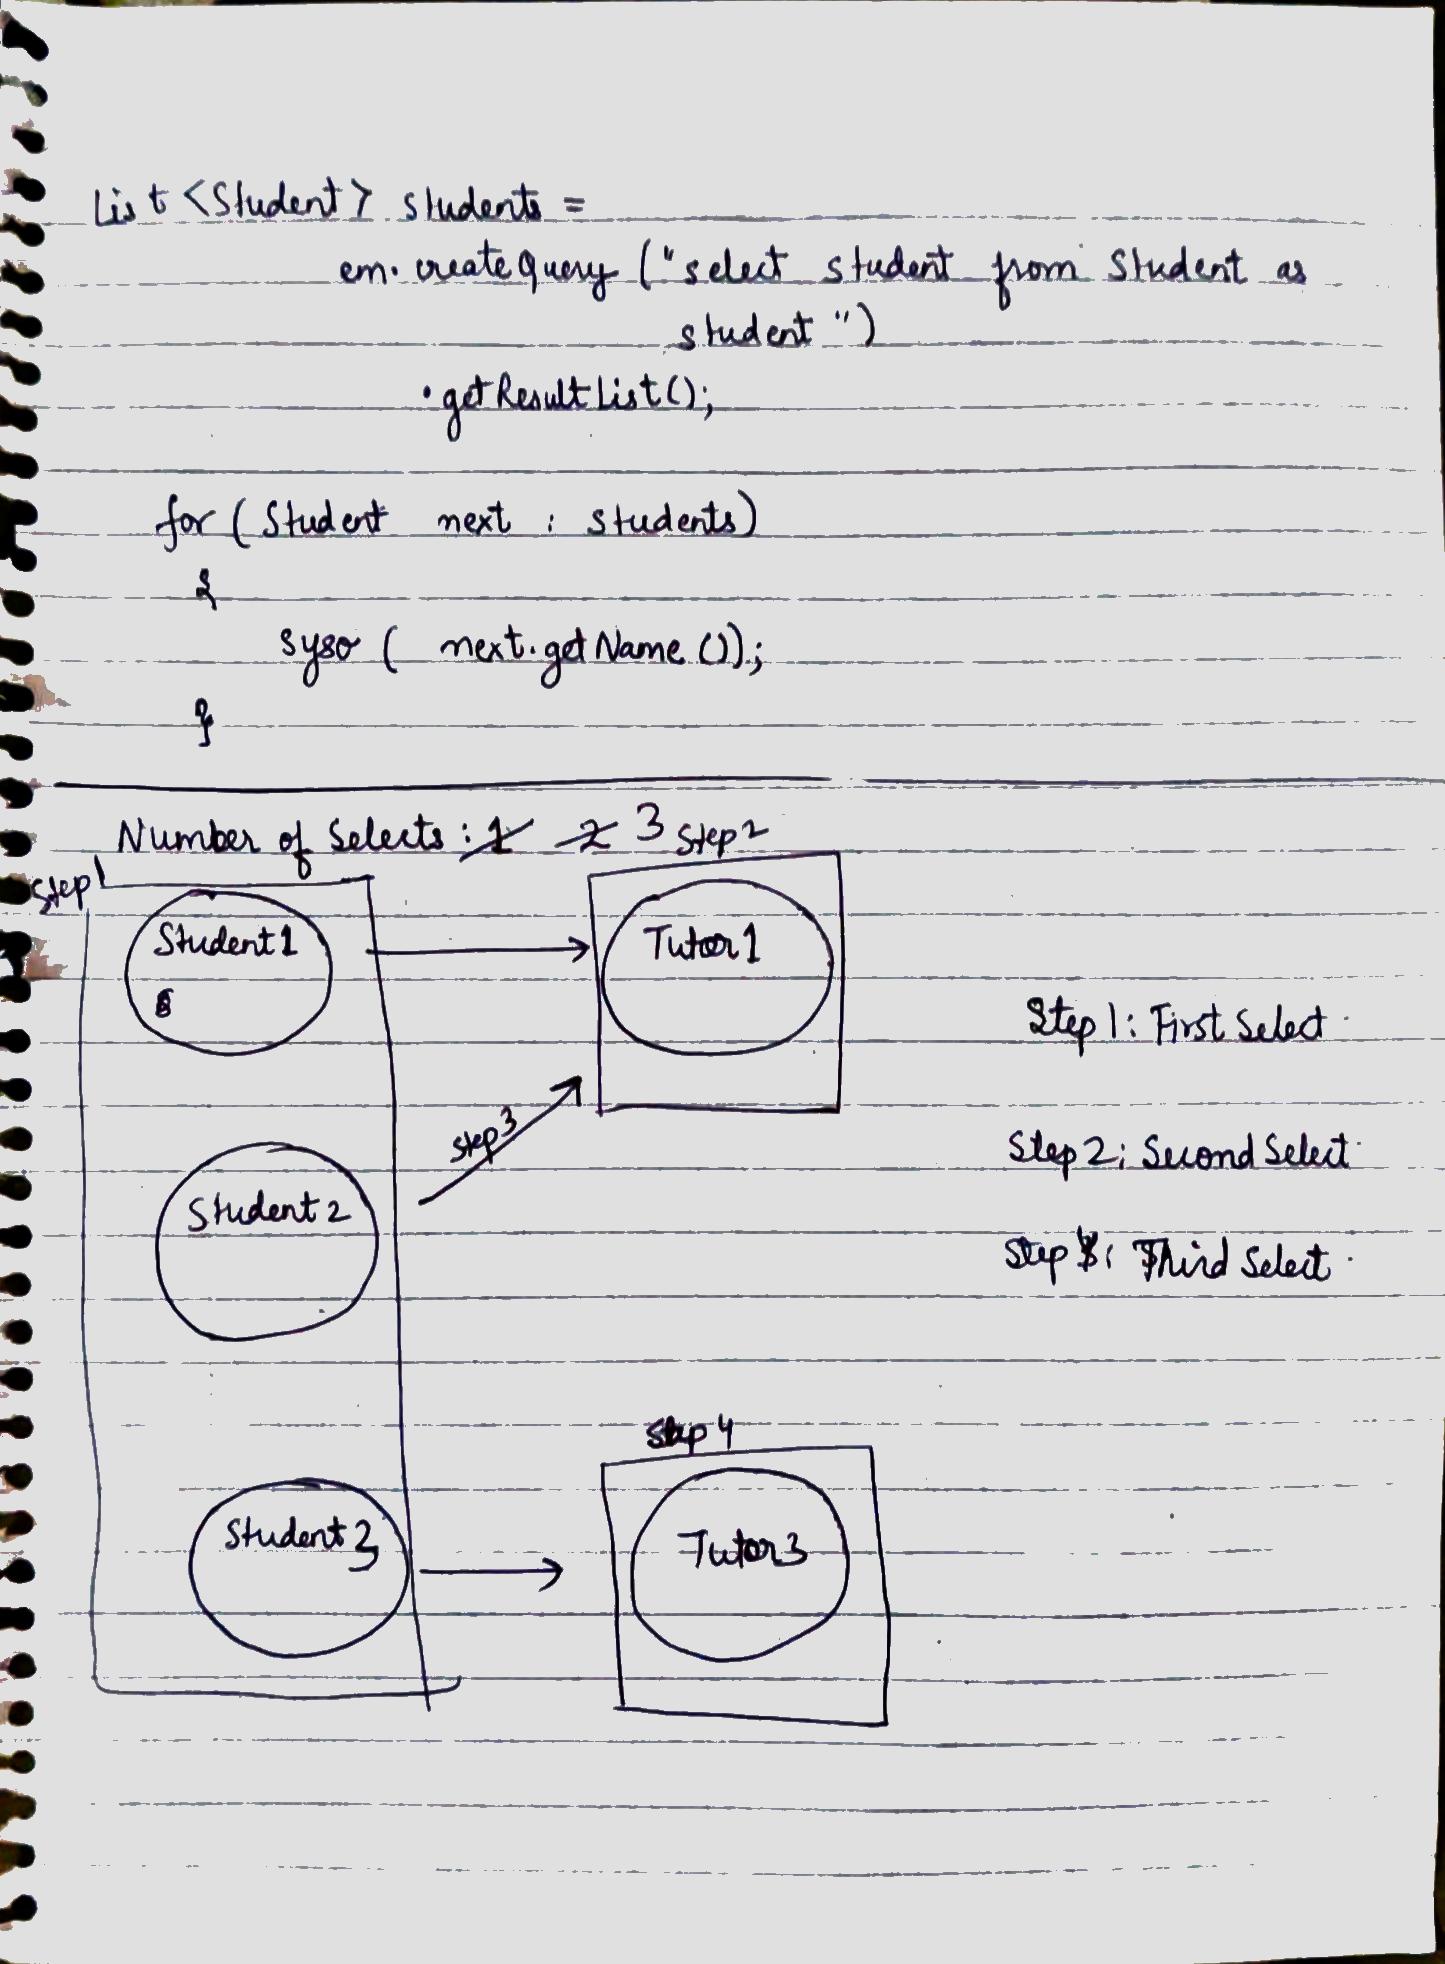 List <Student> students =
em.createQuery ("select student from Student as
student")
.getResultList();
for (Student next : students)
{
syso ( next.getName ());
}
Number of Selects : 1 2 3
Step 1
Step 2
Student 1
Tutor 1
Step 1: First Select.
Step 3
Step 2: Second Select.
Student 2
Third Select.
Step 4
Student 3
Tutor 3